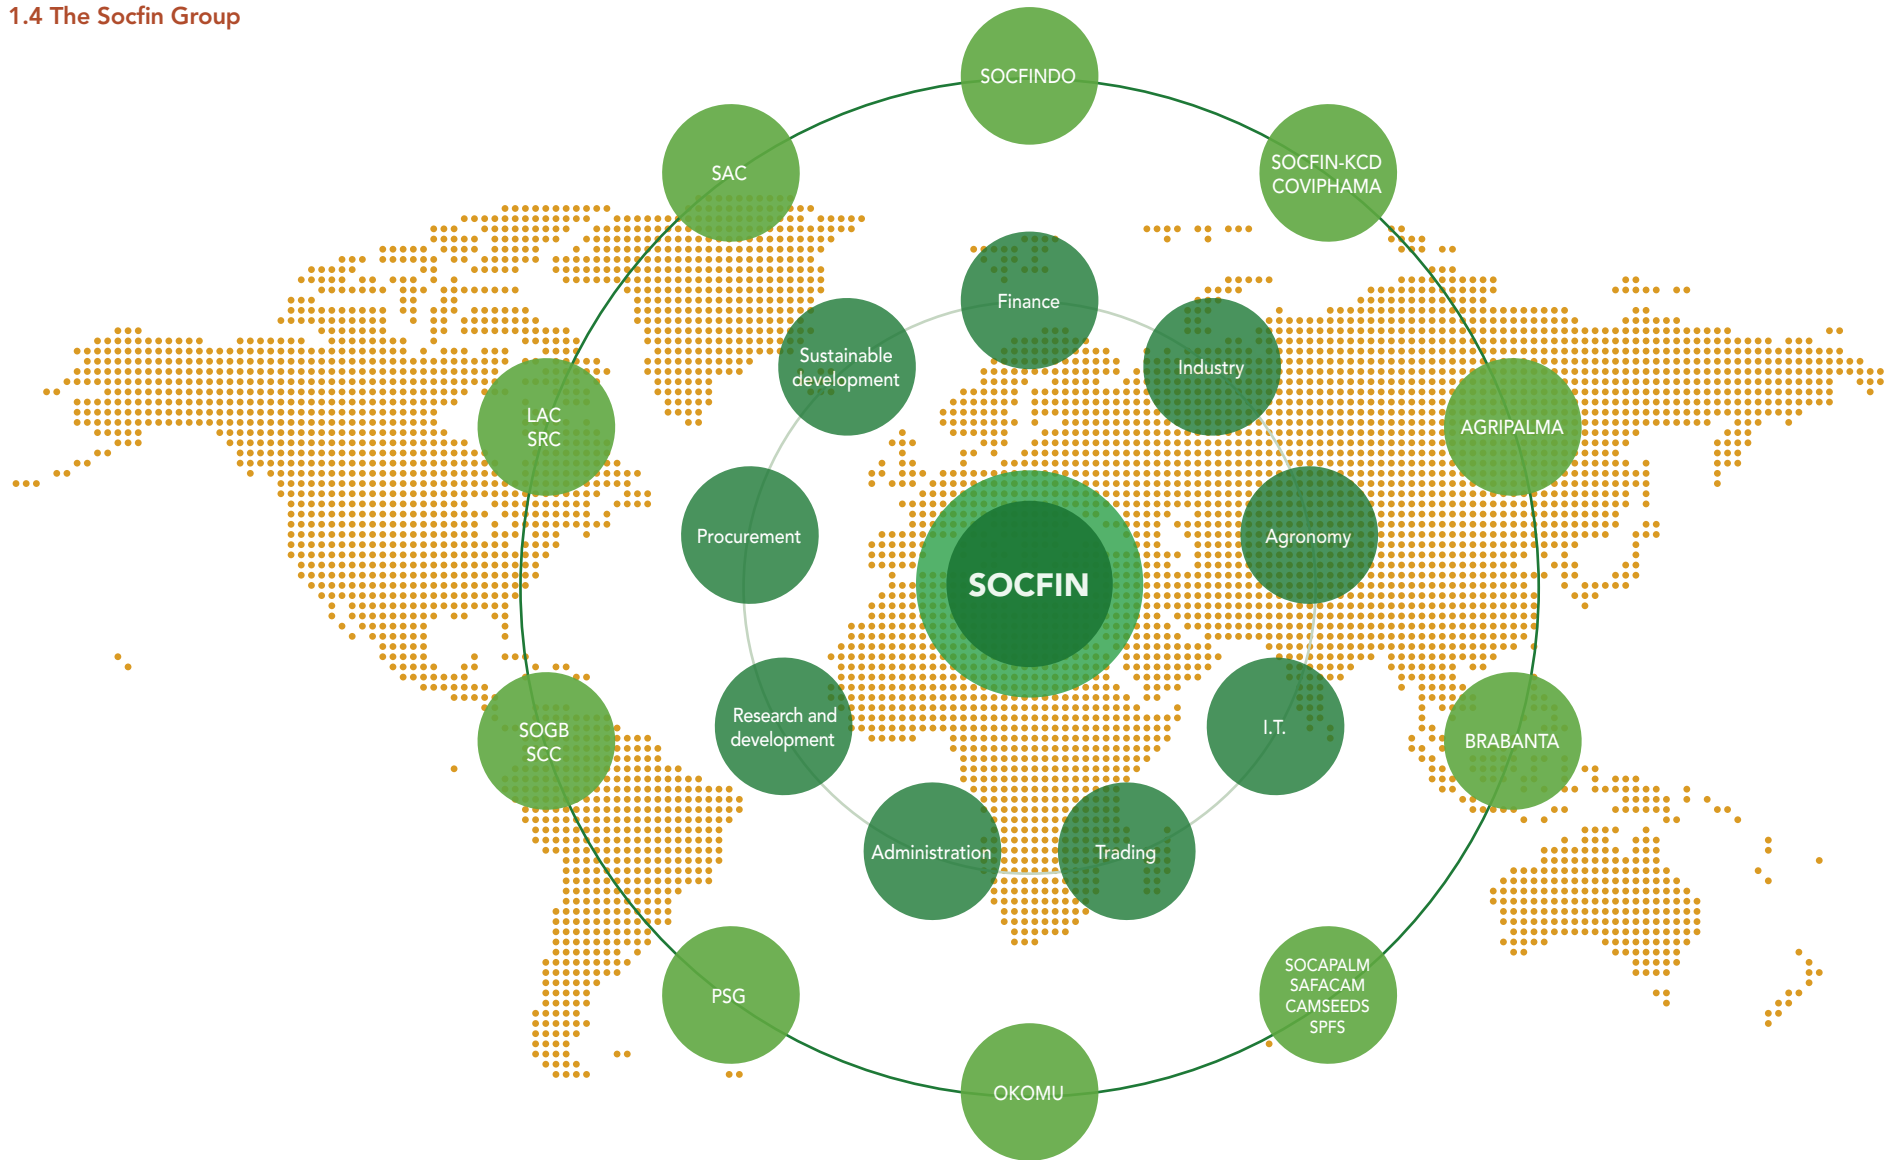 1.4 The Socfin Group
SOCFINDO
SAC
SOCFIN-KCD
COVIPHAMA
Finance
Sustainable
development
Industry
LAC
SRC
AGRIPALMA
Procurement
Agronomy
SOCFIN
Research and
development
I.T.
SOGB
SCC
BRABANTA
Administration
Trading
PSG
SOCAPALM
SAFACAM
CAMSEEDS
SPFS
OKOMU